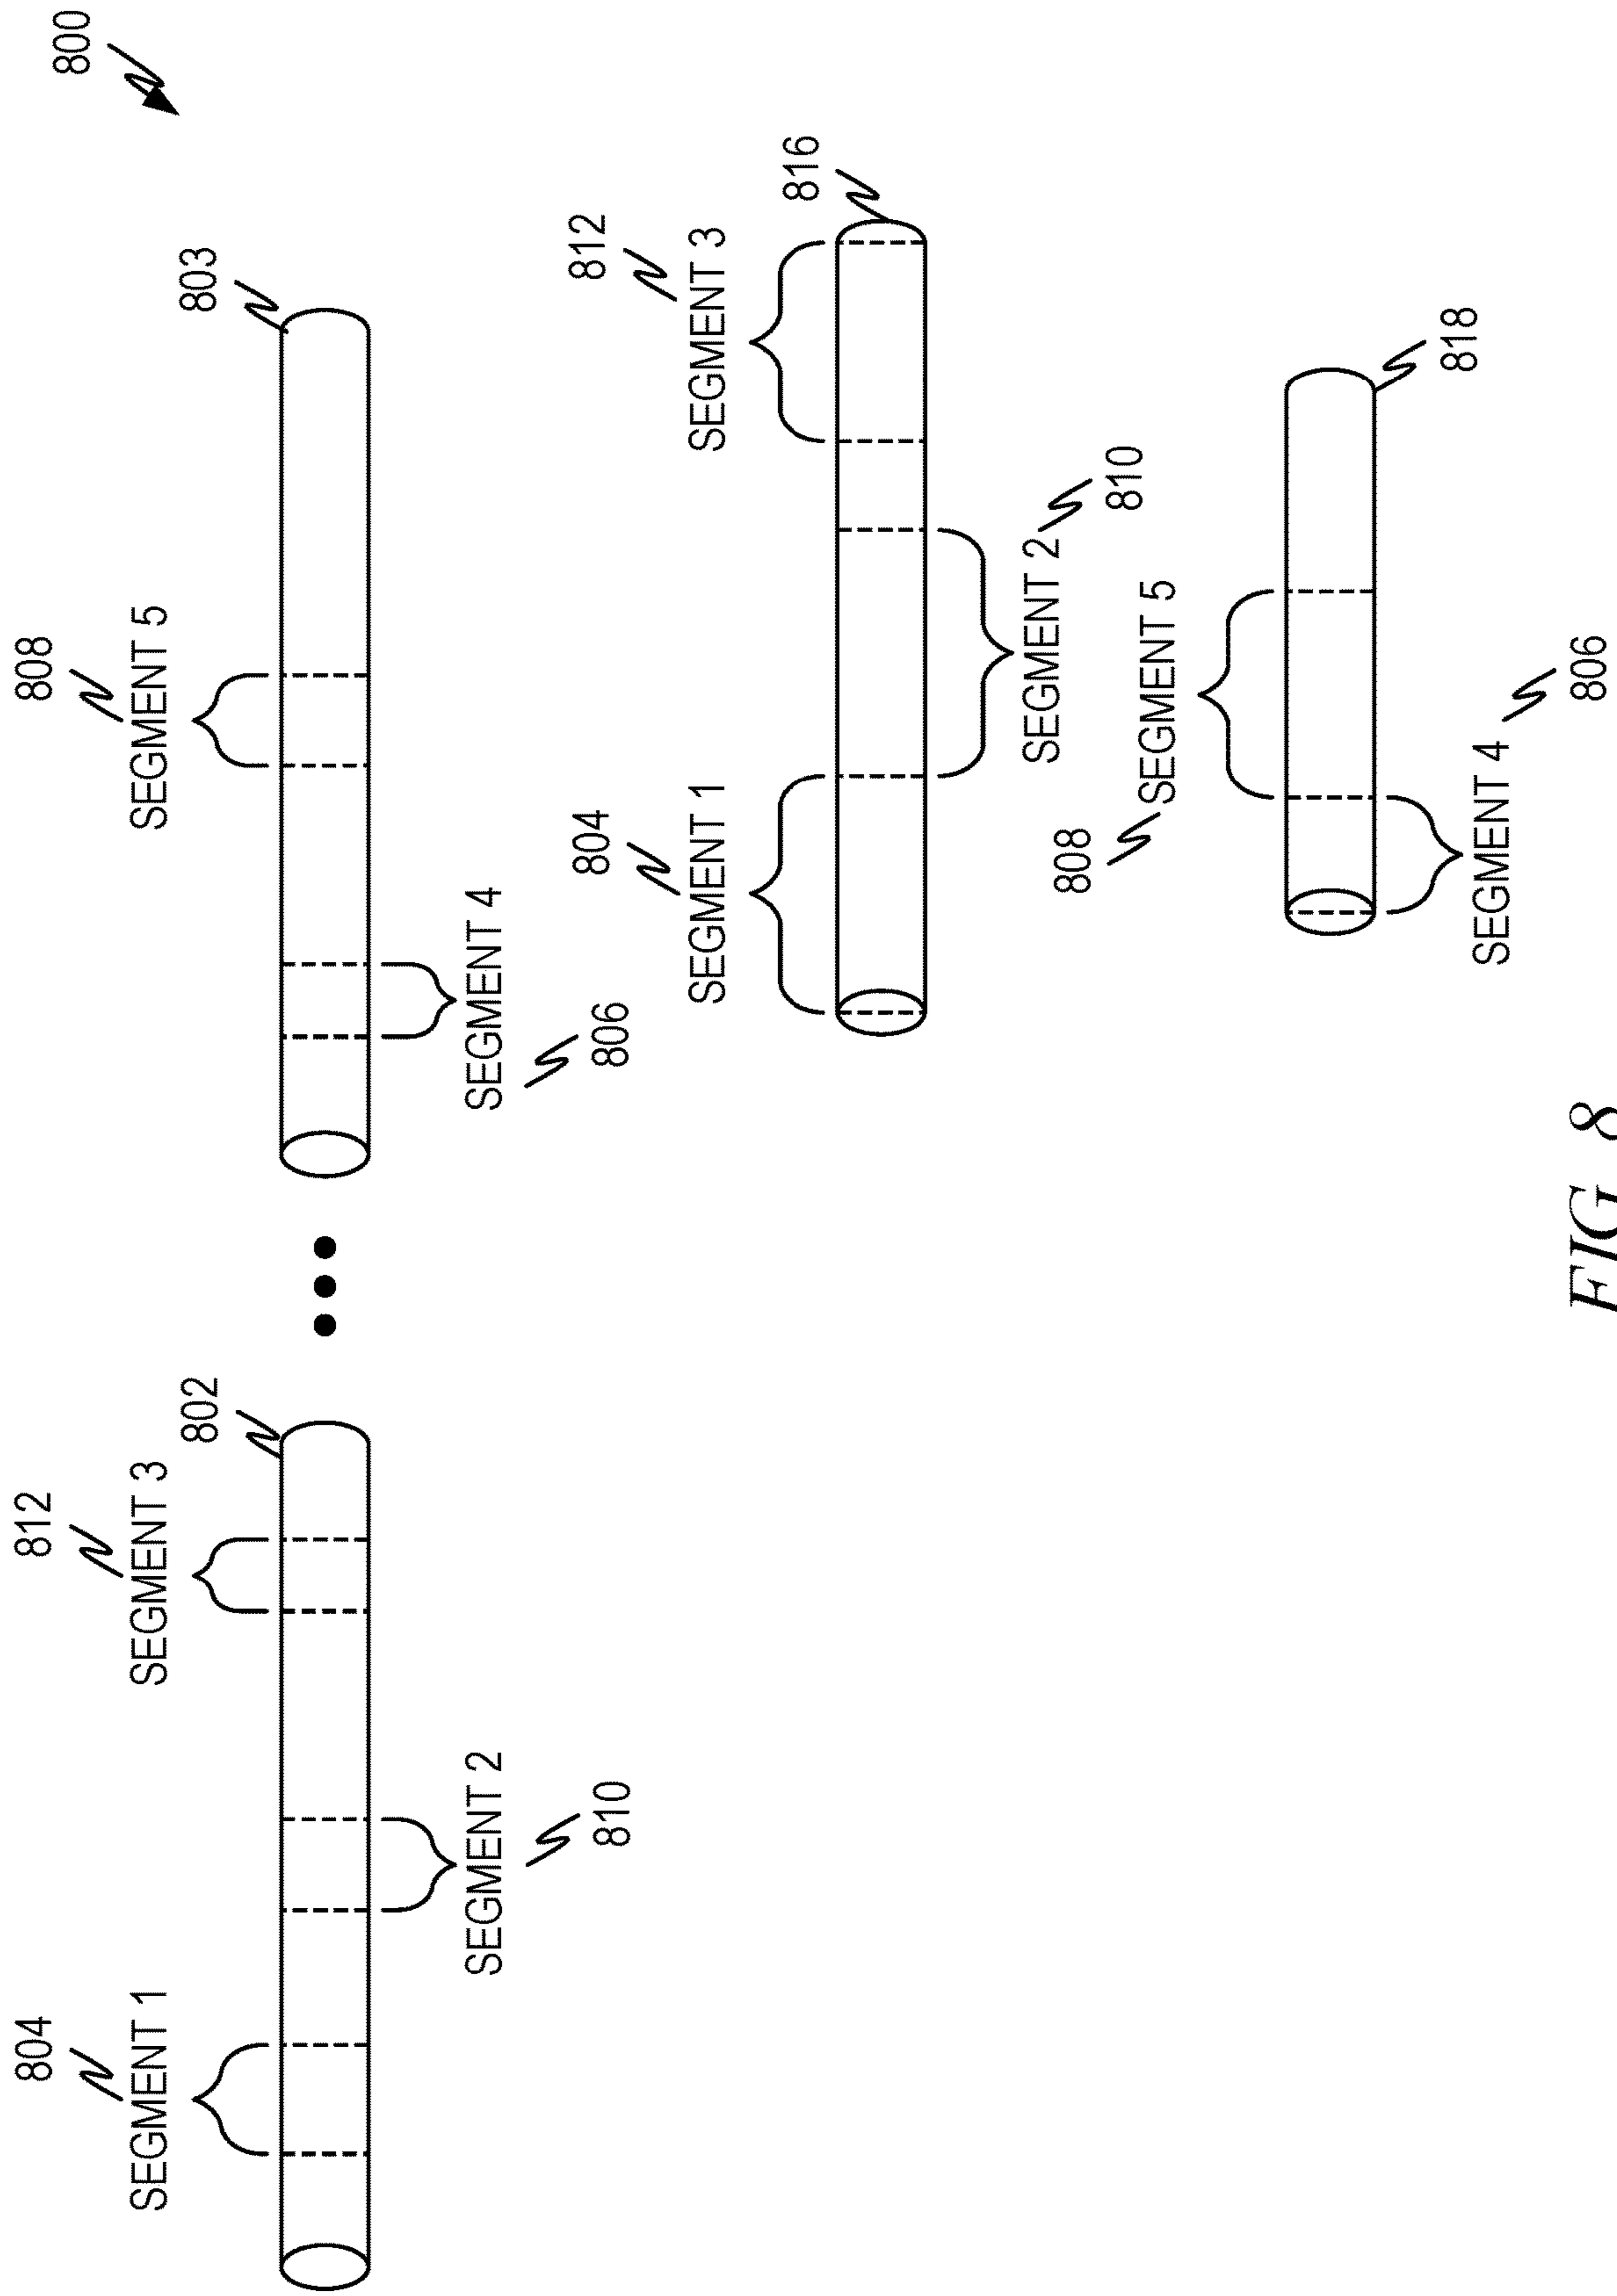 800
804
SEGMENT 1
812
SEGMENT 3
802
808
SEGMENT 5
803
SEGMENT 2
810
SEGMENT 4
806
804
SEGMENT 1
812
SEGMENT 3
816
SEGMENT 2
810
808
SEGMENT 5
SEGMENT 4
806
818
FIG. 8